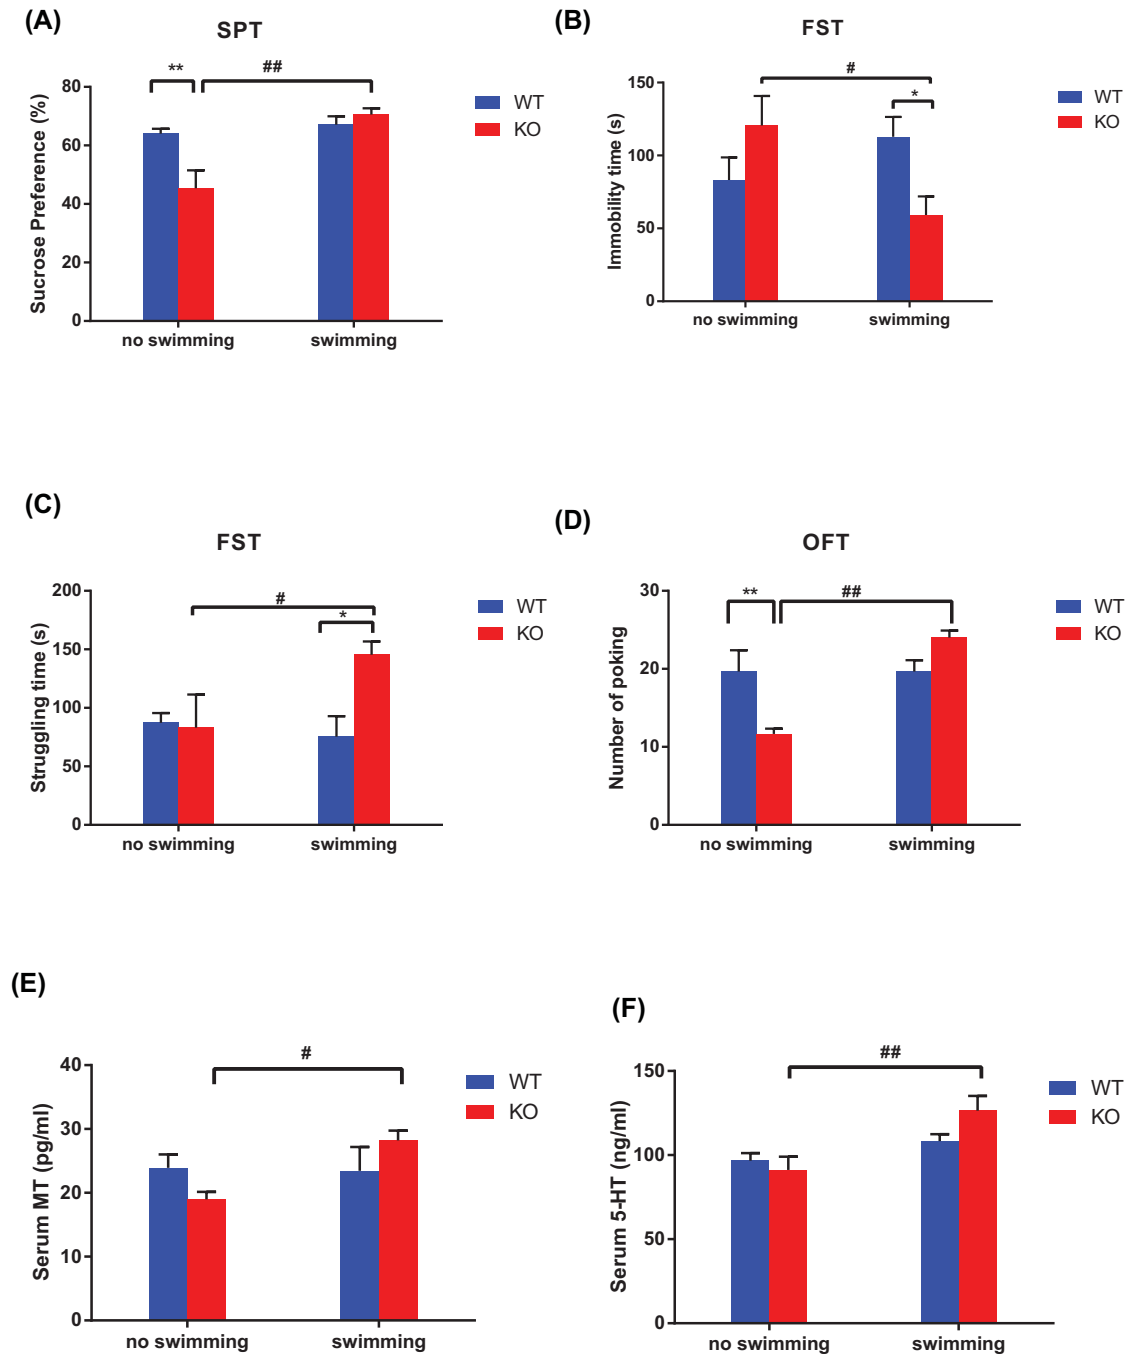 (A)
SPT
**
##
80
60
40
20
0
Sucrose Preference (%)
no swimming
swimming
WT
KO
(B)
FST
#
*
150
100
50
0
Immobility time (s)
no swimming
swimming
WT
KO
(C)
FST
#
*
200
150
100
50
0
Struggling time (s)
no swimming
swimming
WT
KO
(D)
OFT
**
##
30
20
10
0
Number of poking
no swimming
swimming
WT
KO
(E)
#
40
30
20
10
0
Serum MT (pg/ml)
no swimming
swimming
WT
KO
(F)
##
150
100
50
0
Serum 5-HT (ng/ml)
no swimming
swimming
WT
KO